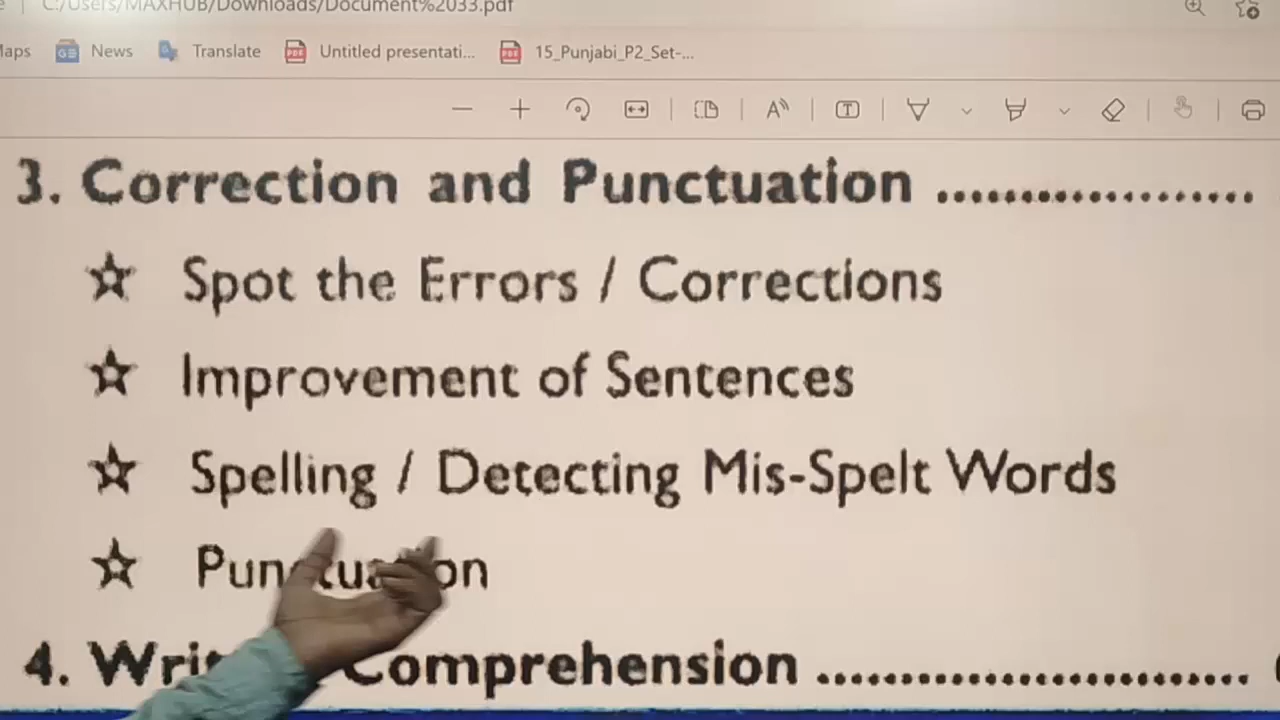 C:/Users/MAXHUB/Downloads/Document%2033.pdf
News Translate Untitled presentati... 15_Punjabi_P2_Set-...
3. Correction and Punctuation ...................
☆ Spot the Errors / Corrections
☆ Improvement of Sentences
☆ Spelling / Detecting Mis-Spelt Words
☆ Punctuation
4. Comprehension ..........................